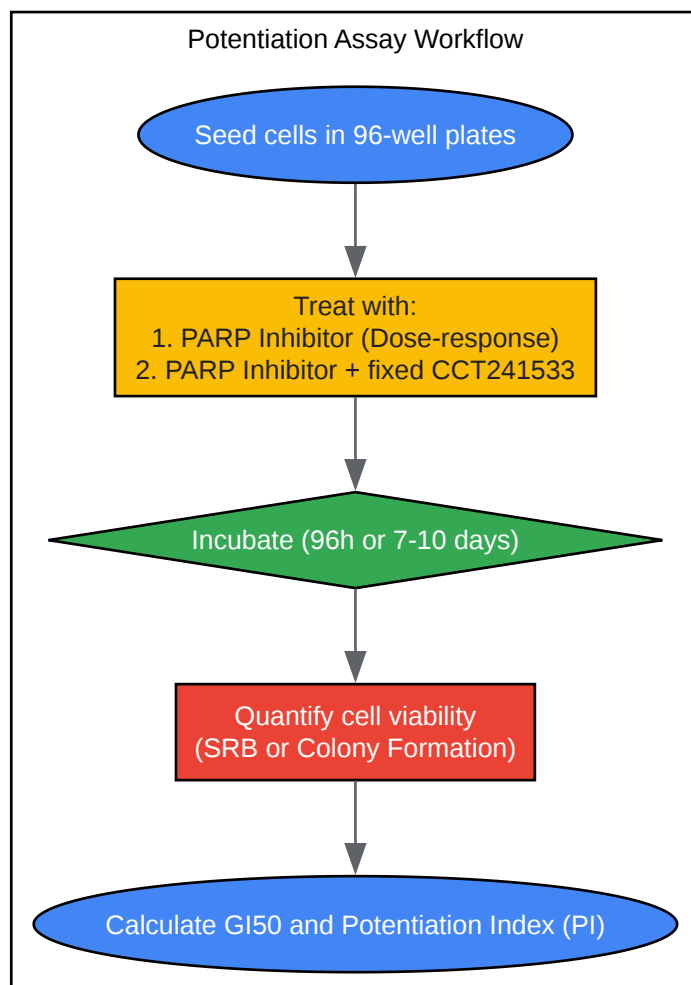 Potentiation Assay Workflow
Seed cells in 96-well plates
Treat with:
1. PARP Inhibitor (Dose-response)
2. PARP Inhibitor + fixed CCT241533
Incubate (96h or 7-10 days)
Quantify cell viability
(SRB or Colony Formation)
Calculate GI50 and Potentiation Index (PI)